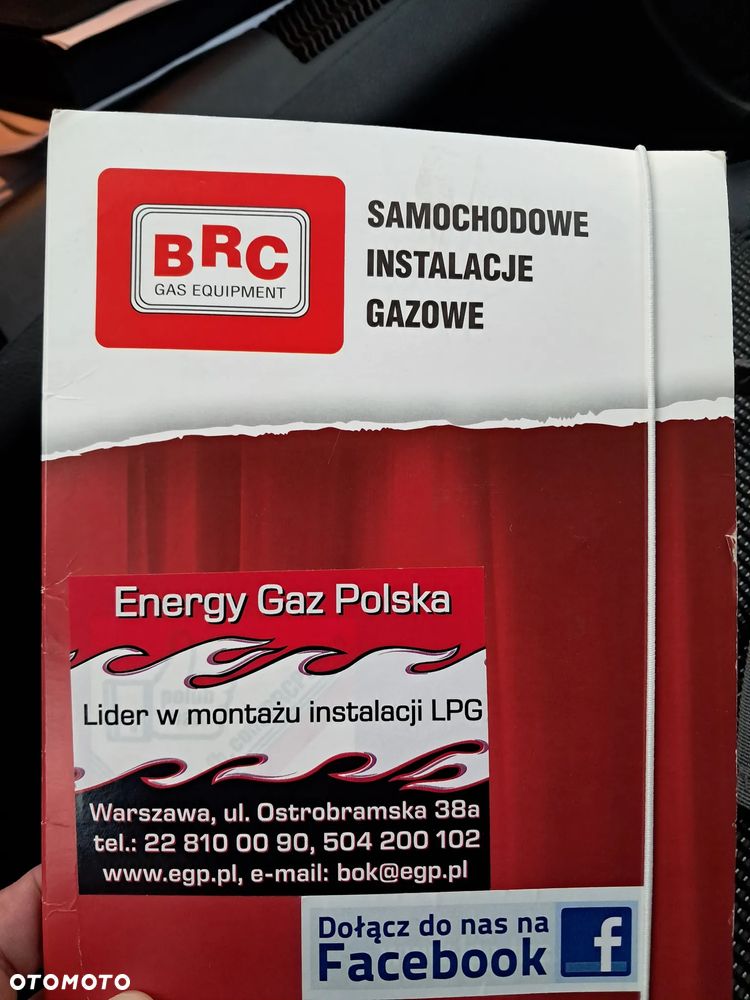 BRC
GAS EQUIPMENT
SAMOCHODOWE
INSTALACJE
GAZOWE
Energy Gaz Polska
Lider w montażu instalacji LPG
Warszawa, ul. Ostrobramska 38a
tel.: 22 810 00 90, 504 200 102
www.egp.pl, e-mail: bok@egp.pl
Dołącz do nas na
Facebook
f
OTOMOTO